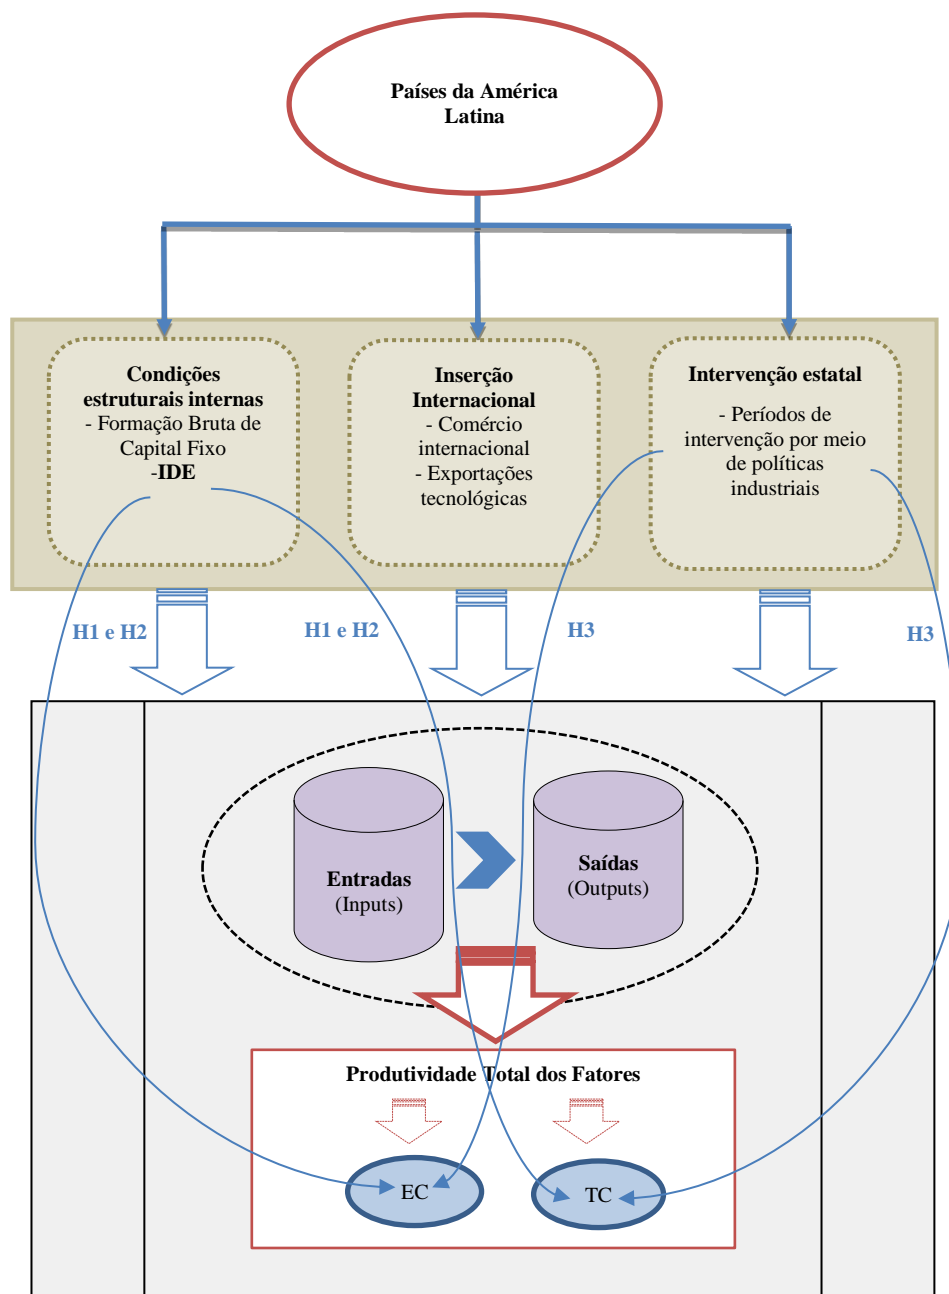 Países da América
Latina
Condições
estruturais internas
- Formação Bruta de
Capital Fixo
-IDE
Inserção
Internacional
- Comércio
internacional
- Exportações
tecnológicas
Intervenção estatal
- Períodos de
intervenção por meio
de políticas
industriais
H1 e H2
H1 e H2
H3
H3
Entradas
(Inputs)
Saídas
(Outputs)
Produtividade Total dos Fatores
EC
TC